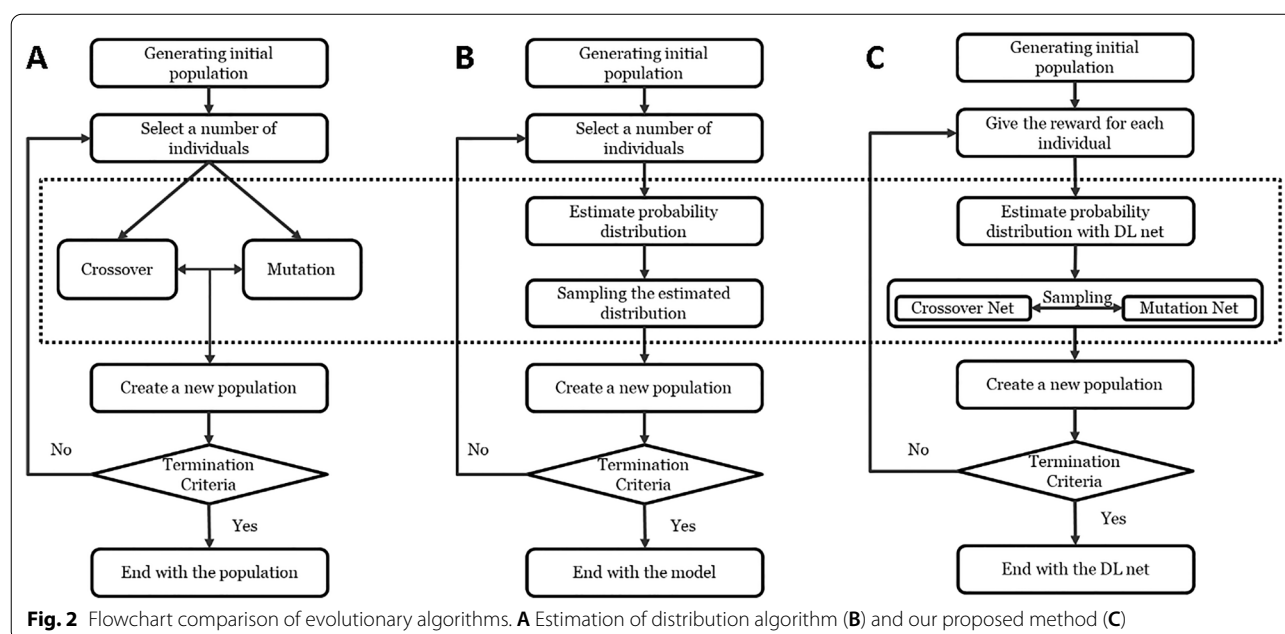 A
Generating initial
population
Select a number of
individuals
Crossover
Mutation
Create a new population
No
Termination
Criteria
Yes
End with the population
B
Generating initial
population
Select a number of
individuals
Estimate probability
distribution
Sampling the estimated
distribution
Create a new population
No
Termination
Criteria
Yes
End with the model
C
Generating initial
population
Give the reward for each
individual
Estimate probability
distribution with DL net
Sampling
Crossover Net
Mutation Net
Create a new population
No
Termination
Criteria
Yes
End with the DL net
Fig. 2 Flowchart comparison of evolutionary algorithms. A Estimation of distribution algorithm (B) and our proposed method (C)